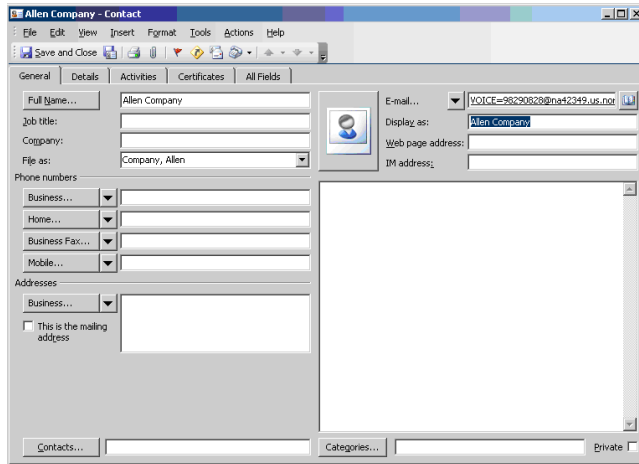 Allen Company - Contact
File Edit View Insert Format Tools Actions Help
Save and Close
General Details Activities Certificates All Fields
Full Name... Allen Company
Job title:
Company:
File as: Company, Allen
Phone numbers
Business...
Home...
Business Fax...
Mobile...
Addresses
Business...
This is the mailing
address
Contacts...
E-mail... VOICE=98290828@na42349.us.nor
Display as: Allen Company
Web page address:
IM address:
Categories... Private